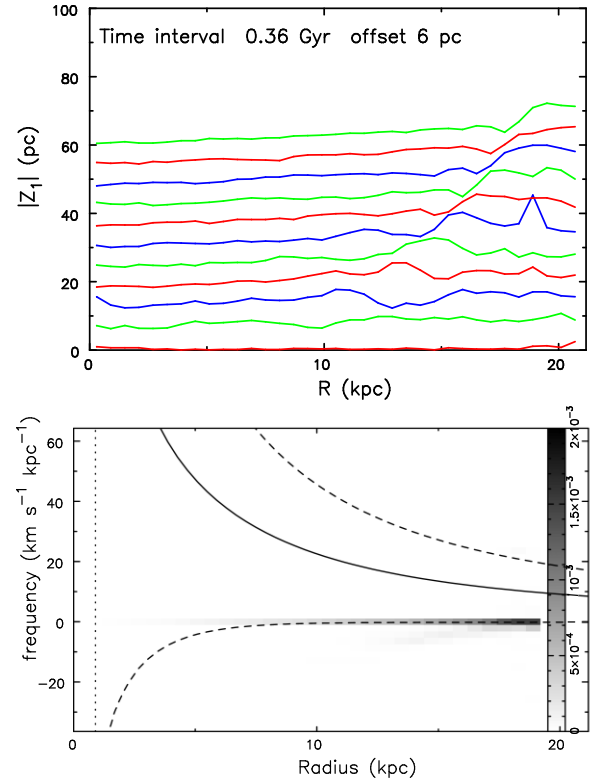 Time interval 0.36 Gyr offset 6 pc
100
80
60
40
20
0
|Z₁| (pc)
0 10 20
R (kpc)
60
40
20
0
−20
frequency (km s⁻¹ kpc⁻¹)
0 5×10⁻⁴ 10⁻³ 1.5×10⁻³ 2×10⁻³
0 10 20
Radius (kpc)